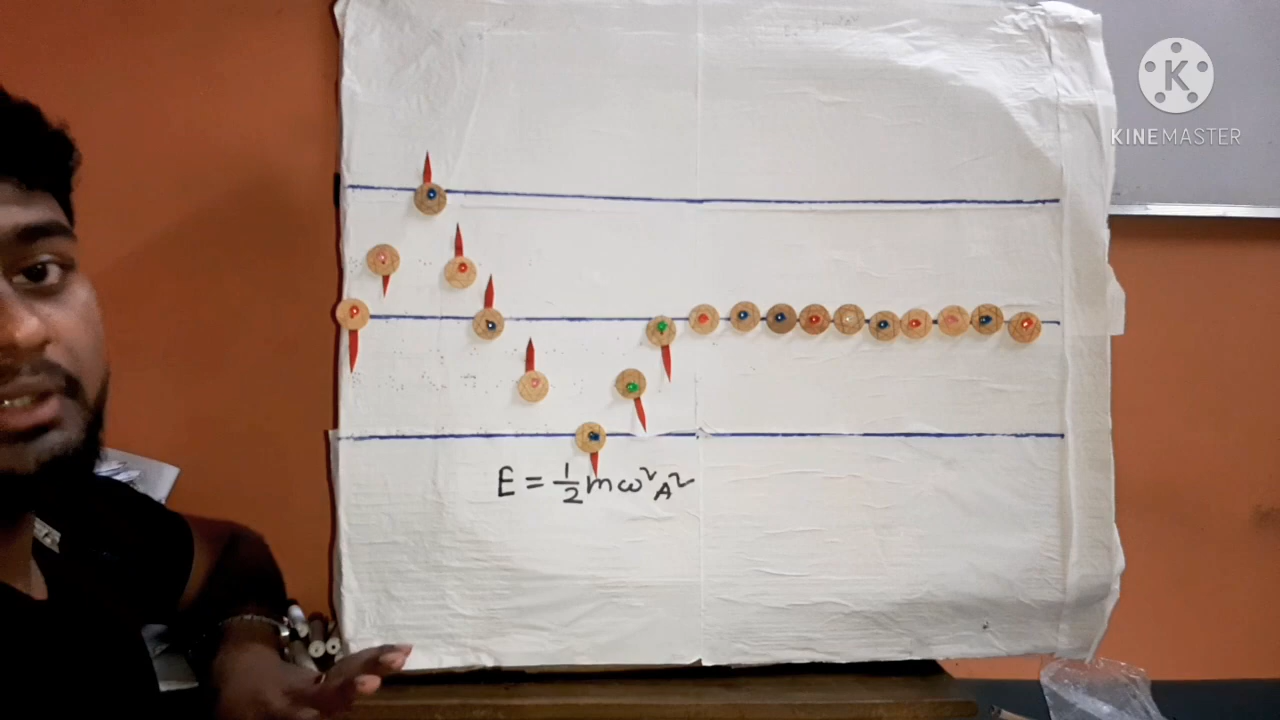 K
KINEMASTER
E = ½mω²A²